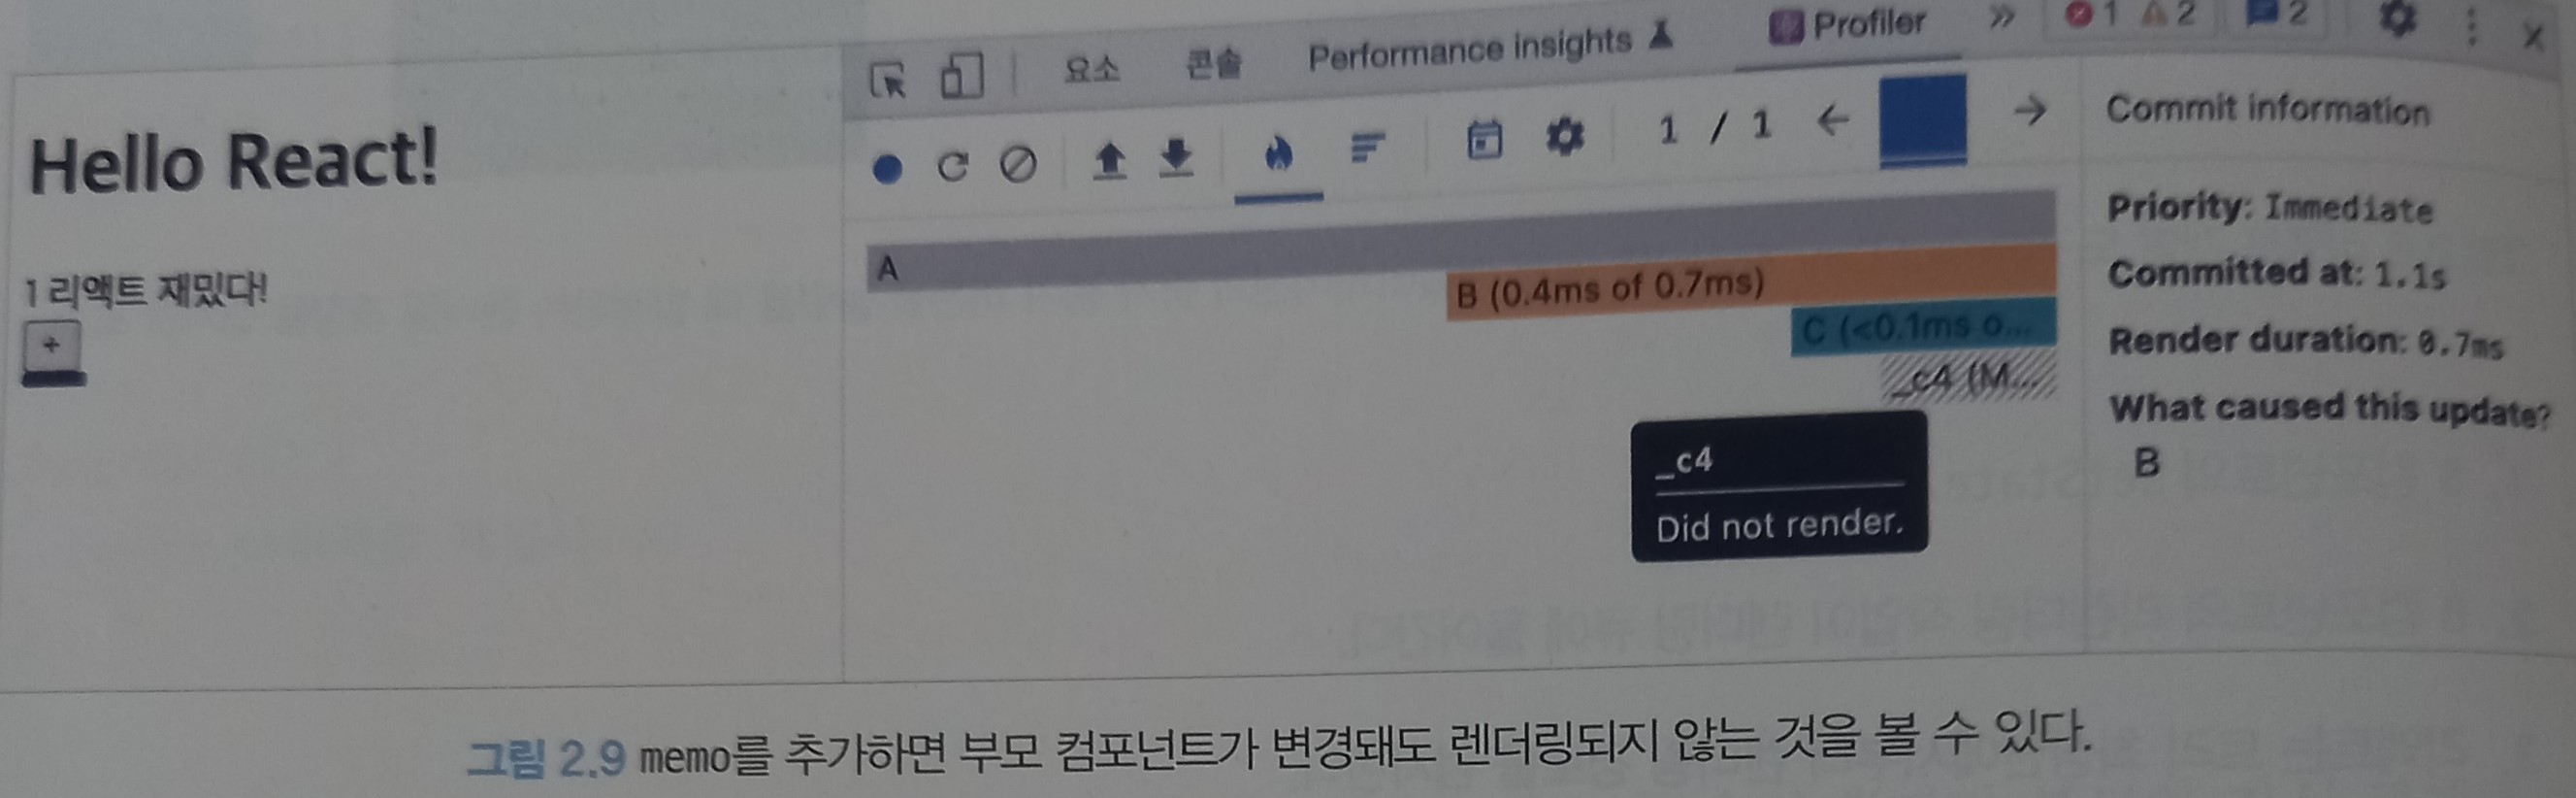 요소 콘솔 Performance insights Profiler » 1 2 2
Hello React!
1 리액트 재밌다!
+
1 / 1
A
B (0.4ms of 0.7ms)
C (<0.1ms o...
_c4 (M...
_c4
Did not render.
Commit information
Priority: Immediate
Committed at: 1.1s
Render duration: 0.7ms
What caused this update?
B
그림 2.9 memo를 추가하면 부모 컴포넌트가 변경돼도 렌더링되지 않는 것을 볼 수 있다.